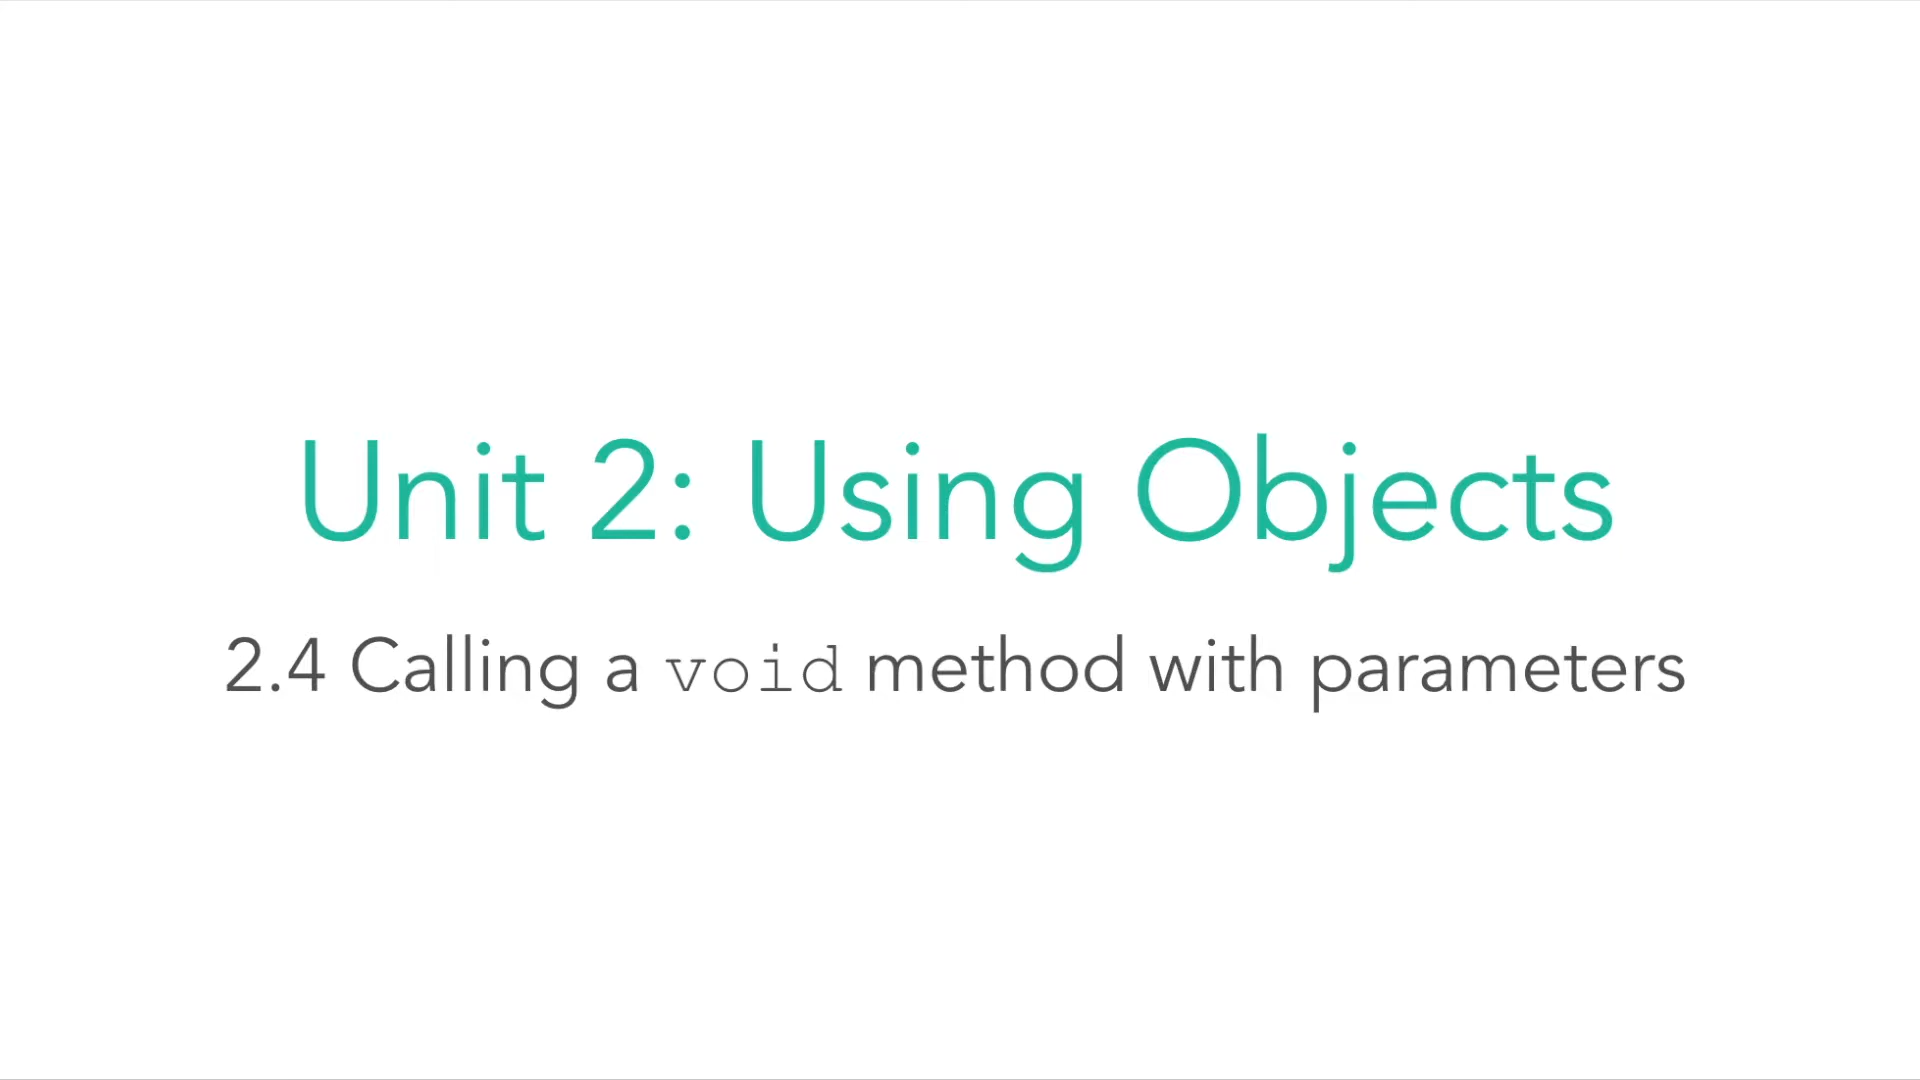 Unit 2: Using Objects
2.4 Calling a void method with parameters